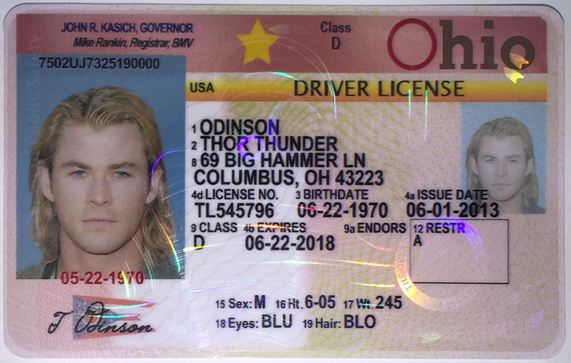 JOHN R. KASICH, GOVERNOR
Mike Rankin, Registrar, BMV
Class
D
Ohio
7502UJ7325190000
USA
DRIVER LICENSE
1 ODINSON
2 THOR THUNDER
8 69 BIG HAMMER LN
COLUMBUS, OH 43223
4d LICENSE NO. 3 BIRTHDATE 4a ISSUE DATE
TL545796 06-22-1970 06-01-2013
9 CLASS 4b EXPIRES 9a ENDORS 12 RESTR
D 06-22-2018 A
05-22-1970
15 Sex: M 16 Ht. 6-05 17 Wt. 245
18 Eyes: BLU 19 Hair: BLO
T Odinson